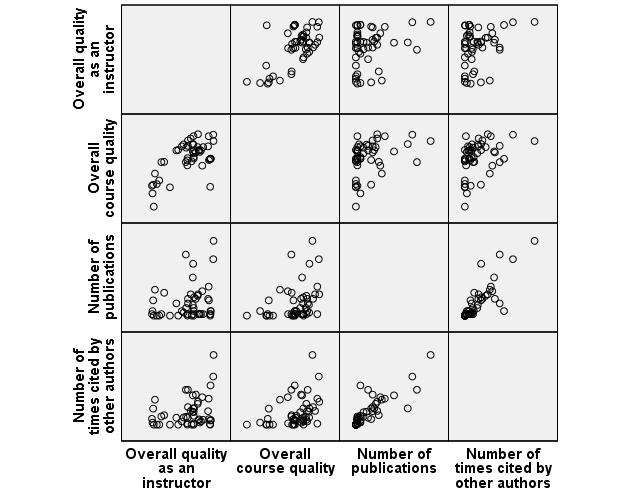 Overall quality
as an
instructor
Overall
course quality
Number of
publications
Number of
times cited by
other authors
Overall quality
as an
instructor
Overall
course quality
Number of
publications
Number of
times cited by
other authors